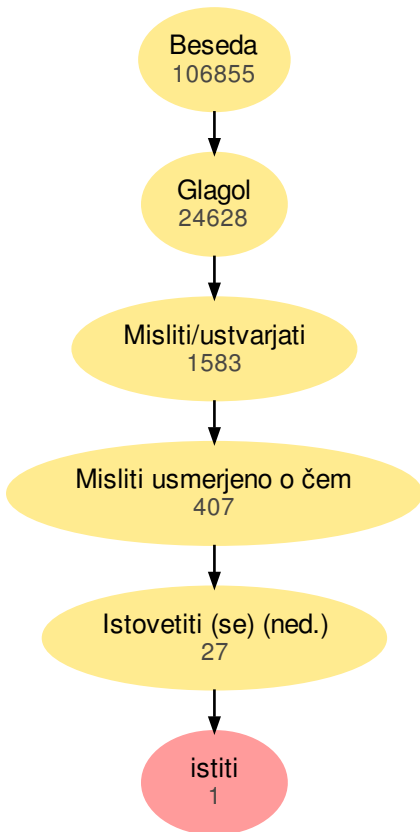 Beseda
106855
Glagol
24628
Misliti/ustvarjati
1583
Misliti usmerjeno o čem
407
Istovetiti (se) (ned.)
27
istiti
1